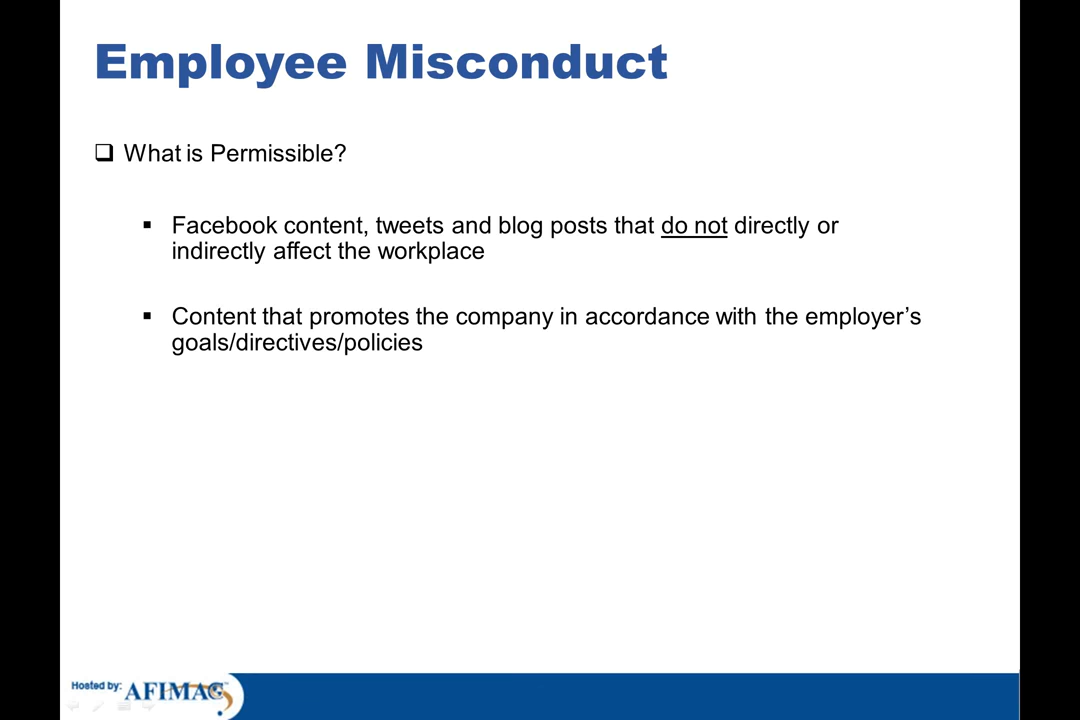 Employee Misconduct
What is Permissible?
Facebook content, tweets and blog posts that do not directly or
indirectly affect the workplace
Content that promotes the company in accordance with the employer's
goals/directives/policies
Hosted by: AFIMAC